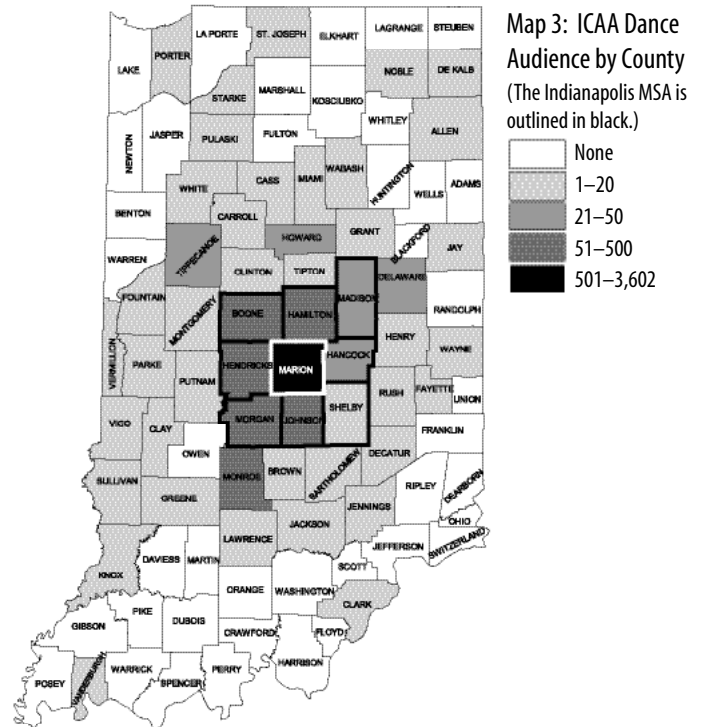 Map 3: ICAA Dance
Audience by County
(The Indianapolis MSA is
outlined in black.)
None
1–20
21–50
51–500
501–3,602
LA PORTE
ST. JOSEPH
ELKHART
LAGRANGE
STEUBEN
LAKE
PORTER
NOBLE
DE KALB
STARKE
MARSHALL
KOSCIUSKO
WHITLEY
ALLEN
NEWTON
JASPER
PULASKI
FULTON
WHITE
CASS
MIAMI
WABASH
HUNTINGTON
WELLS
ADAMS
BENTON
CARROLL
GRANT
BLACKFORD
JAY
WARREN
TIPPECANOE
HOWARD
CLINTON
TIPTON
MADISON
DELAWARE
RANDOLPH
FOUNTAIN
MONTGOMERY
BOONE
HAMILTON
HENRY
WAYNE
VERMILLION
PARKE
PUTNAM
HENDRICKS
MARION
HANCOCK
RUSH
FAYETTE
UNION
VIGO
CLAY
MORGAN
JOHNSON
SHELBY
FRANKLIN
OWEN
DECATUR
SULLIVAN
GREENE
MONROE
BROWN
BARTHOLOMEW
RIPLEY
DEARBORN
JENNINGS
JACKSON
LAWRENCE
OHIO
SWITZERLAND
JEFFERSON
KNOX
DAVIESS
MARTIN
SCOTT
ORANGE
WASHINGTON
CLARK
GIBSON
PIKE
DUBOIS
CRAWFORD
FLOYD
HARRISON
POSEY
VANDERBURGH
WARRICK
SPENCER
PERRY